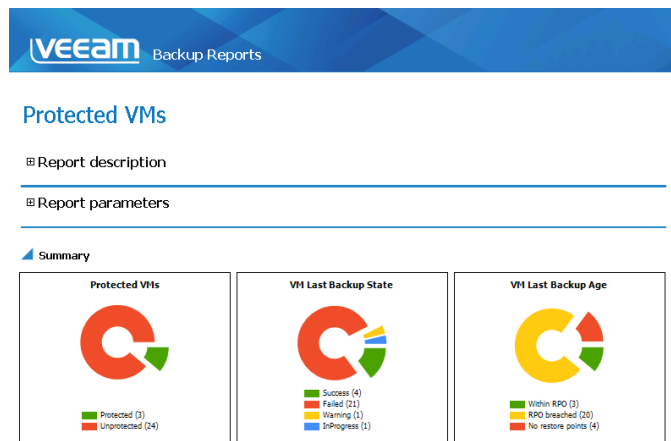 veeam Backup Reports
Protected VMs
Report description
Report parameters
Summary
Protected VMs
Protected (3)
Unprotected (24)
VM Last Backup State
Success (4)
Failed (21)
Warning (1)
InProgress (1)
VM Last Backup Age
Within RPO (3)
RPO breached (20)
No restore points (4)